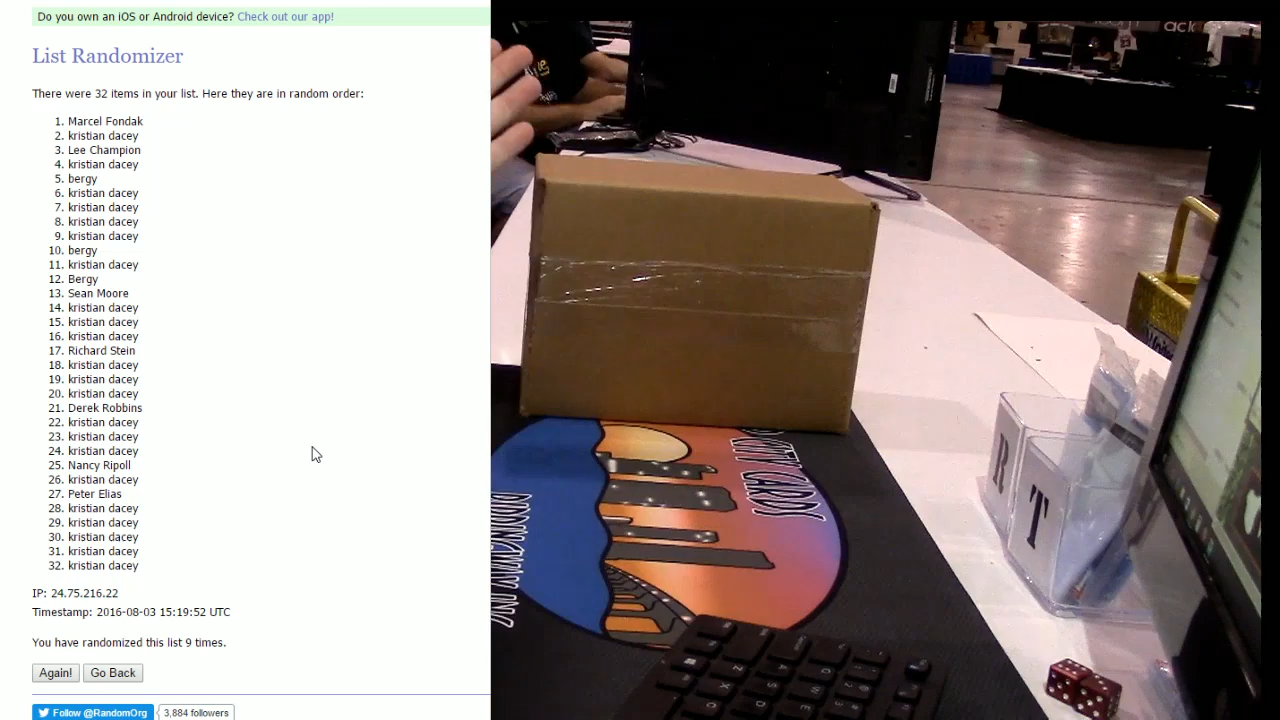 Do you own an iOS or Android device? Check out our app!
List Randomizer
There were 32 items in your list. Here they are in random order:
1. Marcel Fondak
2. kristian dacey
3. Lee Champion
4. kristian dacey
5. bergy
6. kristian dacey
7. kristian dacey
8. kristian dacey
9. kristian dacey
10. bergy
11. kristian dacey
12. Bergy
13. Sean Moore
14. kristian dacey
15. kristian dacey
16. kristian dacey
17. Richard Stein
18. kristian dacey
19. kristian dacey
20. kristian dacey
21. Derek Robbins
22. kristian dacey
23. kristian dacey
24. kristian dacey
25. Nancy Ripoll
26. kristian dacey
27. Peter Elias
28. kristian dacey
29. kristian dacey
30. kristian dacey
31. kristian dacey
32. kristian dacey
IP: 24.75.216.22
Timestamp: 2016-08-03 15:19:52 UTC
You have randomized this list 9 times.
Again!
Go Back
Follow @RandomOrg
3,884 followers
R
T
CITY CARDS